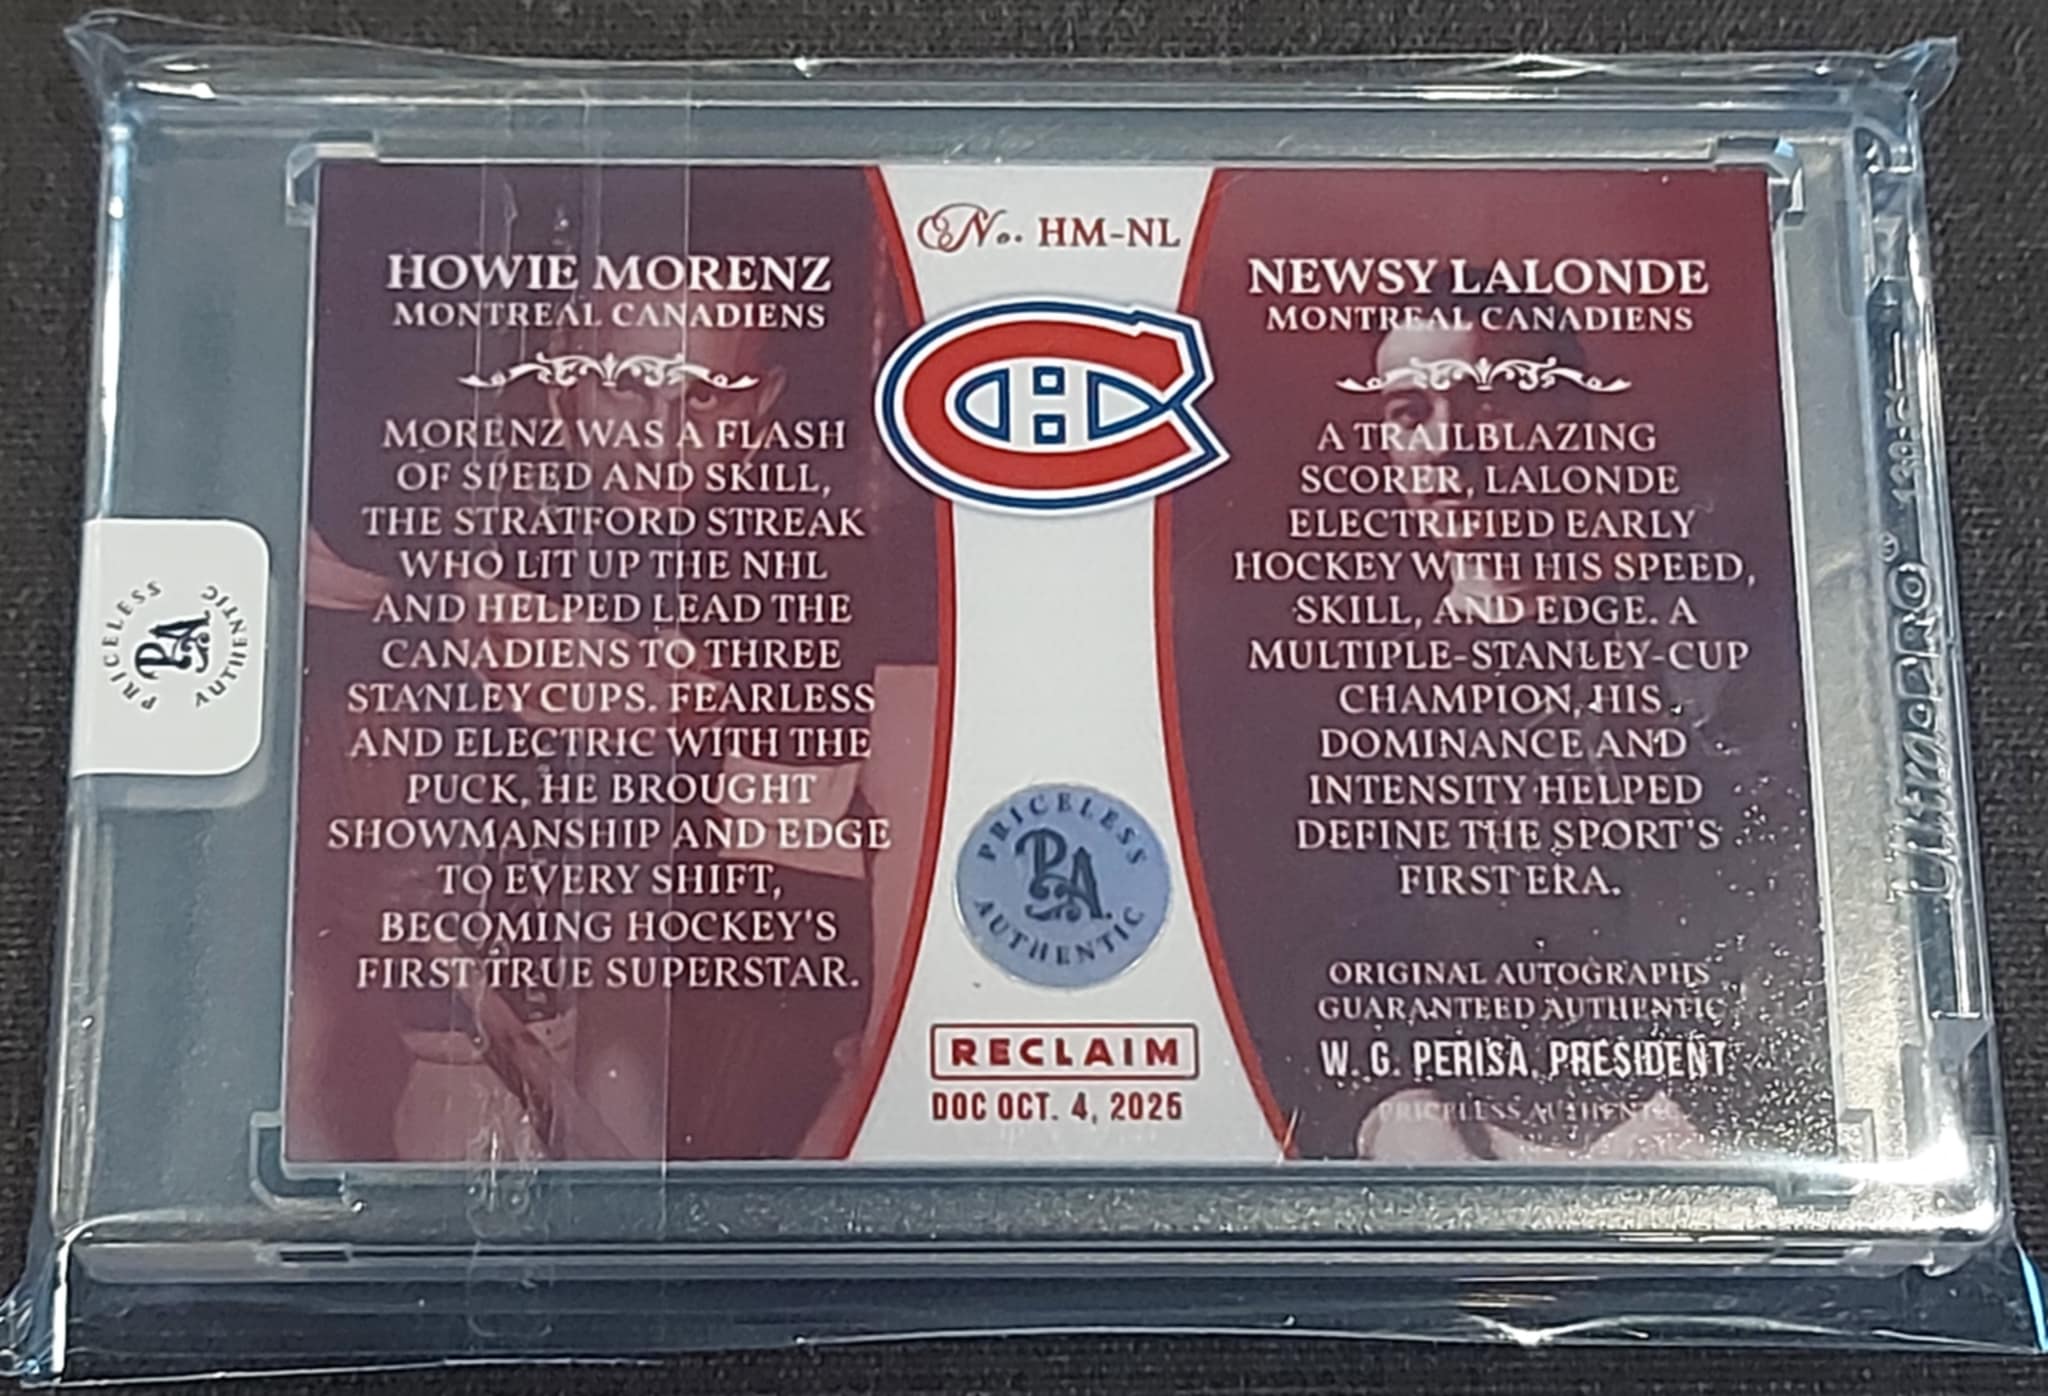 No. HM-NL
HOWIE MORENZ
MONTREAL CANADIENS
MORENZ WAS A FLASH
OF SPEED AND SKILL,
THE STRATFORD STREAK
WHO LIT UP THE NHL
AND HELPED LEAD THE
CANADIENS TO THREE
STANLEY CUPS. FEARLESS
AND ELECTRIC WITH THE
PUCK, HE BROUGHT
SHOWMANSHIP AND EDGE
TO EVERY SHIFT,
BECOMING HOCKEY'S
FIRST TRUE SUPERSTAR.
NEWSY LALONDE
MONTREAL CANADIENS
A TRAILBLAZING
SCORER, LALONDE
ELECTRIFIED EARLY
HOCKEY WITH HIS SPEED,
SKILL, AND EDGE. A
MULTIPLE-STANLEY-CUP
CHAMPION, HIS
DOMINANCE AND
INTENSITY HELPED
DEFINE THE SPORT'S
FIRST ERA.
ORIGINAL AUTOGRAPHS
GUARANTEED AUTHENTIC
W. G. PERISA, PRESIDENT
PRICELESS AUTHENTIC
CH
PRICELESS
PA
AUTHENTIC
RECLAIM
DOC OCT. 4, 2025
PRICELESS
PA
AUTHENTIC
UltraPRO®